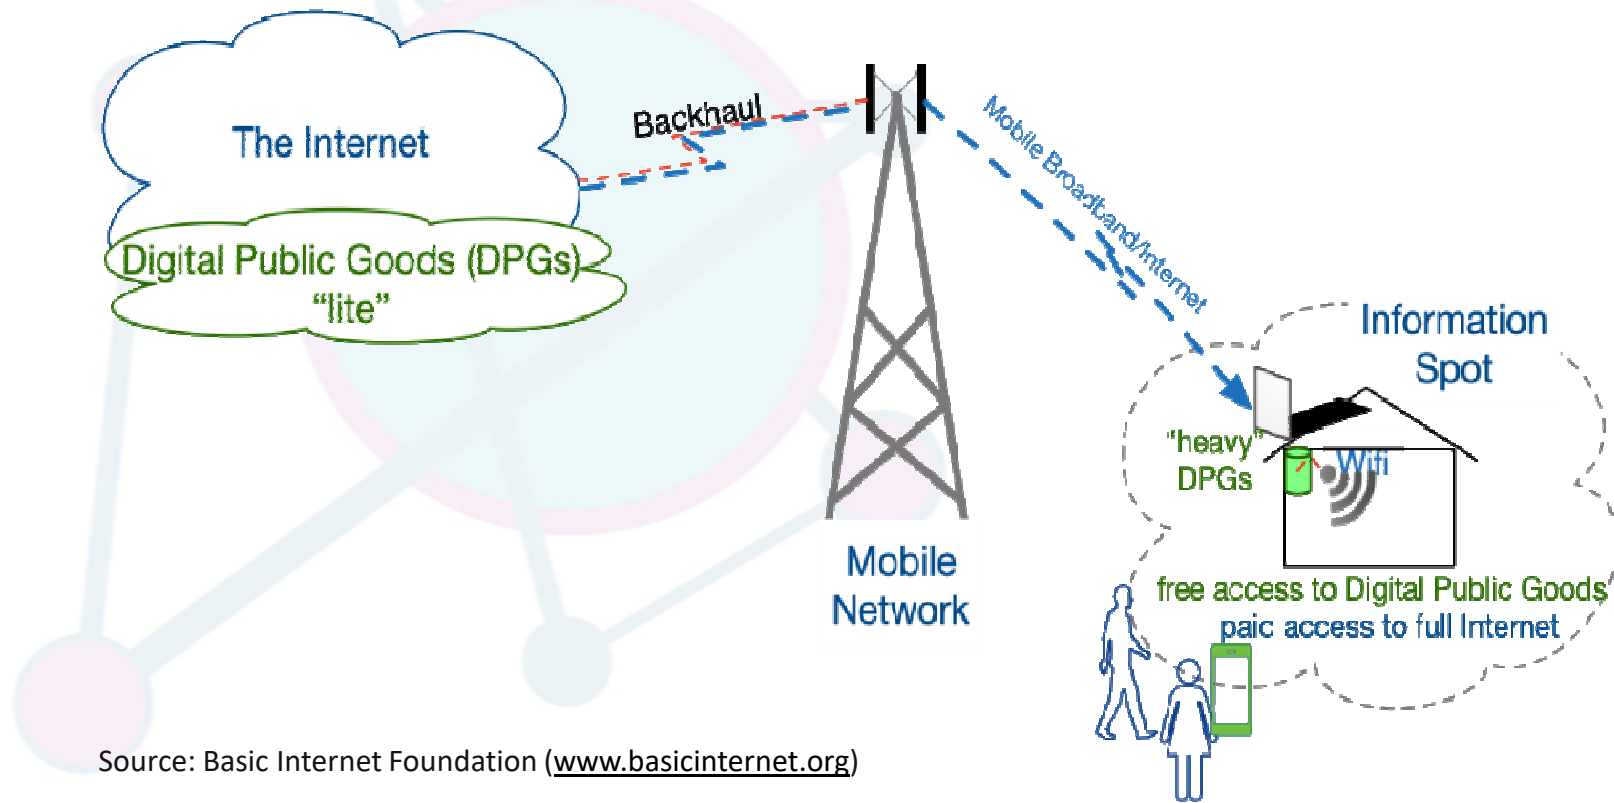 The Internet
Digital Public Goods (DPGs)
“lite”
Backhaul
Mobile Broadband/Internet
Mobile
Network
Information
Spot
“heavy”
DPGs
Wifi
free access to Digital Public Goods
paic access to full Internet
Source: Basic Internet Foundation (www.basicinternet.org)